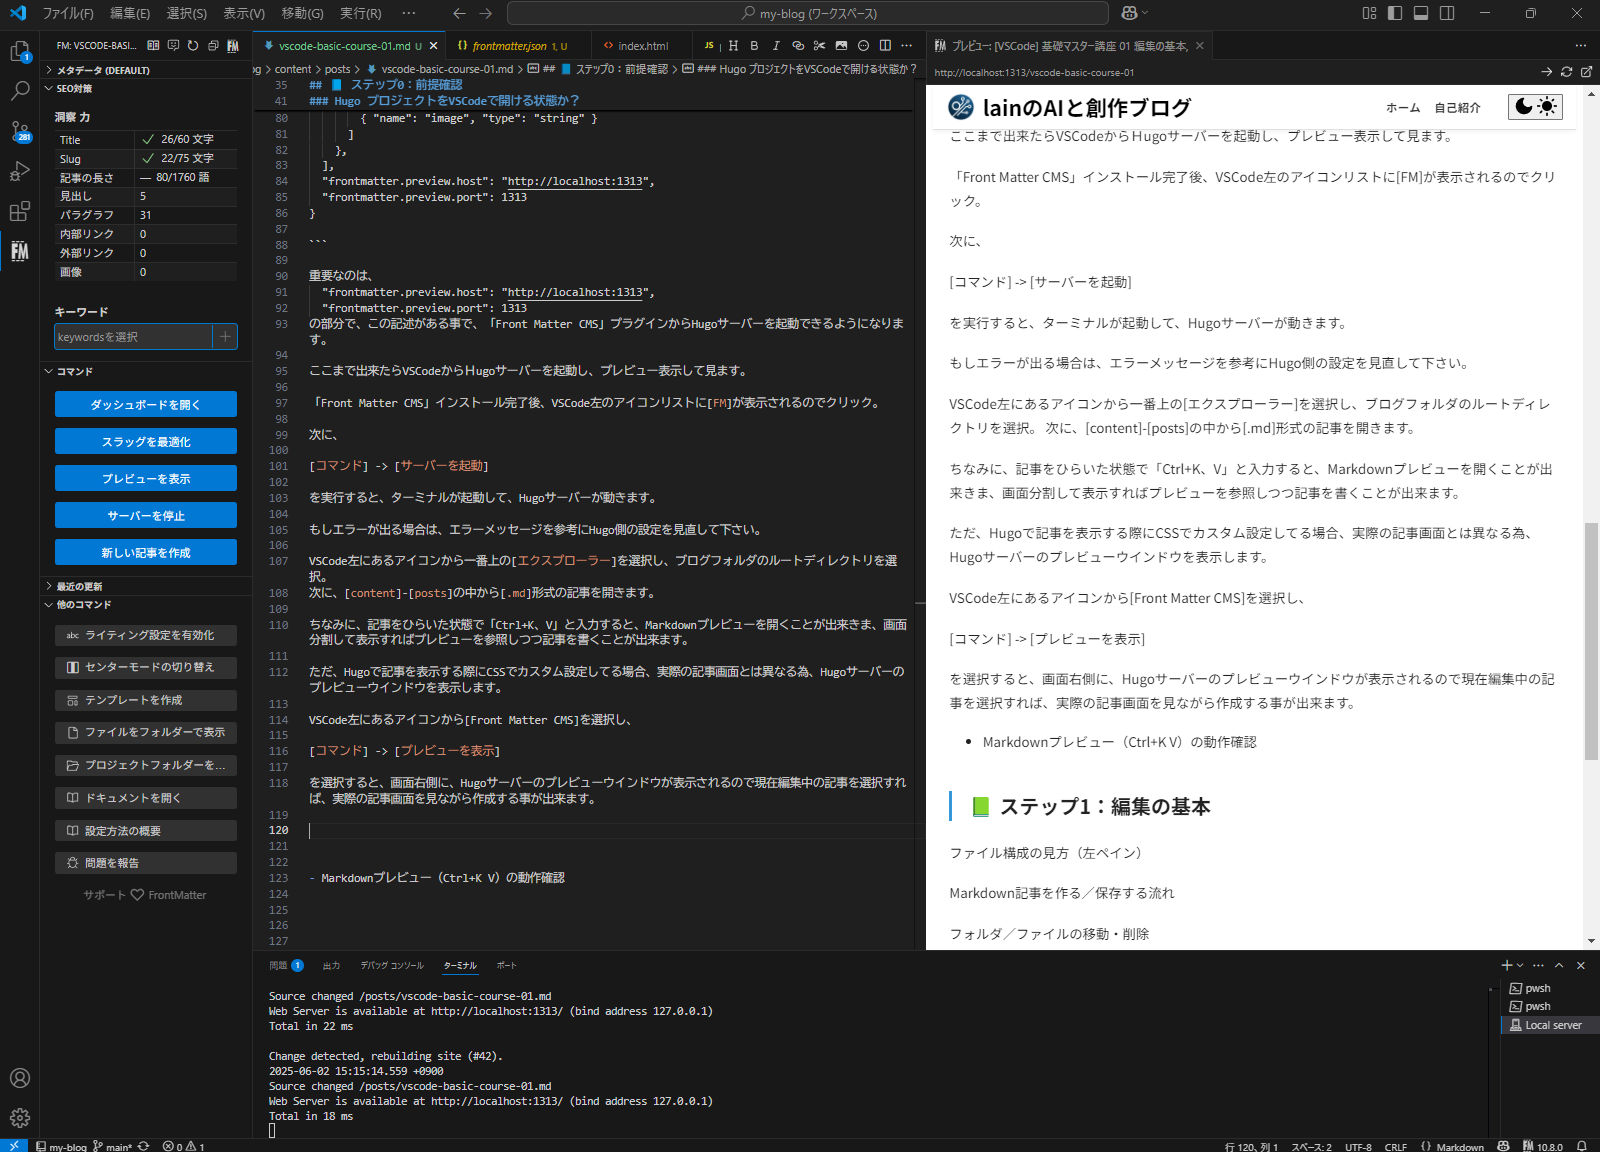 ファイル(F) 編集(E) 選択(S) 表示(V) 移動(G) 実行(R) ··· my-blog (ワークスペース)
FM: VSCODE-BASI...
メタデータ (DEFAULT)
SEO対策
洞察 力
Title 26/60 文字
Slug 22/75 文字
記事の長さ — 80/1760 語
見出し 5
パラグラフ 31
内部リンク 0
外部リンク 0
画像 0
キーワード
keywordsを選択
コマンド
ダッシュボードを開く
スラッグを最適化
プレビューを表示
サーバーを停止
新しい記事を作成
最近の更新
他のコマンド
abc ライティング設定を有効化
センターモードの切り替え
テンプレートを作成
ファイルをフォルダーで表示
プロジェクトフォルダーを...
ドキュメントを開く
設定方法の概要
問題を報告
サポート FrontMatter
vscode-basic-course-01.md U
{} frontmatter.json 1, U
<> index.html
JS H B I
og > content > posts > vscode-basic-course-01.md > ## 📘 ステップ0：前提確認 > ### Hugo プロジェクトをVSCodeで開ける状態か？
35 ## 📘 ステップ0：前提確認
41 ### Hugo プロジェクトをVSCodeで開ける状態か？
80 { "name": "image", "type": "string" }
81 ]
82 },
83 ],
84 "frontmatter.preview.host": "http://localhost:1313",
85 "frontmatter.preview.port": 1313
86 }
87
88 ```
89
90 重要なのは、
91 "frontmatter.preview.host": "http://localhost:1313",
92 "frontmatter.preview.port": 1313
93 の部分で、この記述がある事で、「Front Matter CMS」プラグインからHugoサーバーを起動できるようになりま
す。
94
95 ここまで出来たらVSCodeからHugoサーバーを起動し、プレビュー表示して見ます。
96
97 「Front Matter CMS」インストール完了後、VSCode左のアイコンリストに[FM]が表示されるのでクリック。
98
99 次に、
100
101 [コマンド] -> [サーバーを起動]
102
103 を実行すると、ターミナルが起動して、Hugoサーバーが動きます。
104
105 もしエラーが出る場合は、エラーメッセージを参考にHugo側の設定を見直して下さい。
106
107 VSCode左にあるアイコンから一番上の[エクスプローラー]を選択し、ブログフォルダのルートディレクトリを選
択。
108 次に、[content]-[posts]の中から[.md]形式の記事を開きます。
109
110 ちなみに、記事をひらいた状態で「Ctrl+K、V」と入力すると、Markdownプレビューを開くことが出来きま、画面
分割して表示すればプレビューを参照しつつ記事を書くことが出来ます。
111
112 ただ、Hugoで記事を表示する際にCSSでカスタム設定してる場合、実際の記事画面とは異なる為、Hugoサーバーの
プレビューウインドウを表示します。
113
114 VSCode左にあるアイコンから[Front Matter CMS]を選択し、
115
116 [コマンド] -> [プレビューを表示]
117
118 を選択すると、画面右側に、Hugoサーバーのプレビューウインドウが表示されるので現在編集中の記事を選択すれ
ば、実際の記事画面を見ながら作成する事が出来ます。
119
120
121
122
123 - Markdownプレビュー（Ctrl+K V）の動作確認
124
125
126
127
プレビュー: [VSCode] 基礎マスター講座 01 編集の基本,
http://localhost:1313/vscode-basic-course-01
lainのAIと創作ブログ ホーム 自己紹介
ここまで出来たらVSCodeからHugoサーバーを起動し、プレビュー表示して見ます。
「Front Matter CMS」インストール完了後、VSCode左のアイコンリストに[FM]が表示されるのでクリ
ック。
次に、
[コマンド] -> [サーバーを起動]
を実行すると、ターミナルが起動して、Hugoサーバーが動きます。
もしエラーが出る場合は、エラーメッセージを参考にHugo側の設定を見直して下さい。
VSCode左にあるアイコンから一番上の[エクスプローラー]を選択し、ブログフォルダのルートディレ
クトリを選択。 次に、[content]-[posts]の中から[.md]形式の記事を開きます。
ちなみに、記事をひらいた状態で「Ctrl+K、V」と入力すると、Markdownプレビューを開くことが出
来きま、画面分割して表示すればプレビューを参照しつつ記事を書くことが出来ます。
ただ、Hugoで記事を表示する際にCSSでカスタム設定してる場合、実際の記事画面とは異なる為、
Hugoサーバーのプレビューウインドウを表示します。
VSCode左にあるアイコンから[Front Matter CMS]を選択し、
[コマンド] -> [プレビューを表示]
を選択すると、画面右側に、Hugoサーバーのプレビューウインドウが表示されるので現在編集中の記
事を選択すれば、実際の記事画面を見ながら作成する事が出来ます。
• Markdownプレビュー（Ctrl+K V）の動作確認
📗 ステップ1：編集の基本
ファイル構成の見方（左ペイン）
Markdown記事を作る／保存する流れ
フォルダ／ファイルの移動・削除
問題 1 出力 デバッグ コンソール ターミナル ポート
Source changed /posts/vscode-basic-course-01.md
Web Server is available at http://localhost:1313/ (bind address 127.0.0.1)
Total in 22 ms
Change detected, rebuilding site (#42).
2025-06-02 15:15:14.559 +0900
Source changed /posts/vscode-basic-course-01.md
Web Server is available at http://localhost:1313/ (bind address 127.0.0.1)
Total in 18 ms
pwsh
pwsh
Local server
1
281
FM
my-blog main* 0 1
行 120、列 1 スペース: 2 UTF-8 CRLF {} Markdown FM 10.8.0